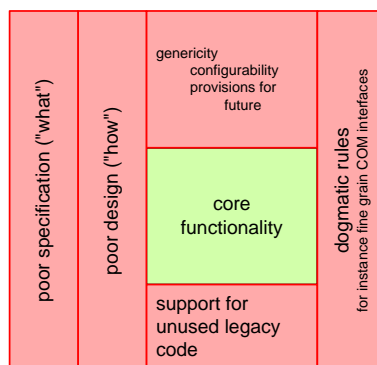 poor specification ("what")
poor design ("how")
genericity
configurability
provisions for
future
core
functionality
support for
unused legacy
code
dogmatic rules
for instance fine grain COM interfaces